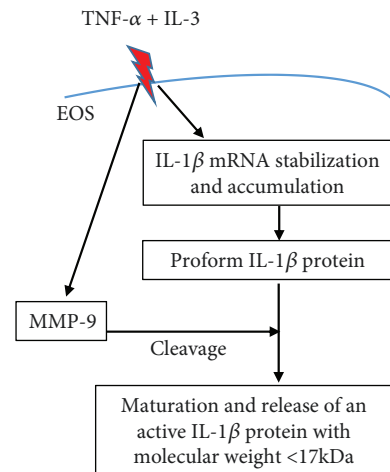 TNF-α + IL-3
EOS
IL-1β mRNA stabilization
and accumulation
Proform IL-1β protein
MMP-9
Cleavage
Maturation and release of an
active IL-1β protein with
molecular weight <17kDa